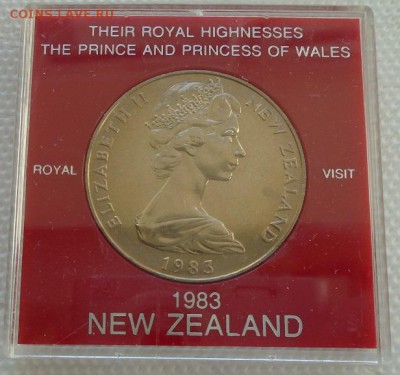 COINS.LAVE.RU
THEIR ROYAL HIGHNESSES
THE PRINCE AND PRINCESS OF WALES
ELIZABETH II NEW ZEALAND
ROYAL VISIT
1983
1983
NEW ZEALAND